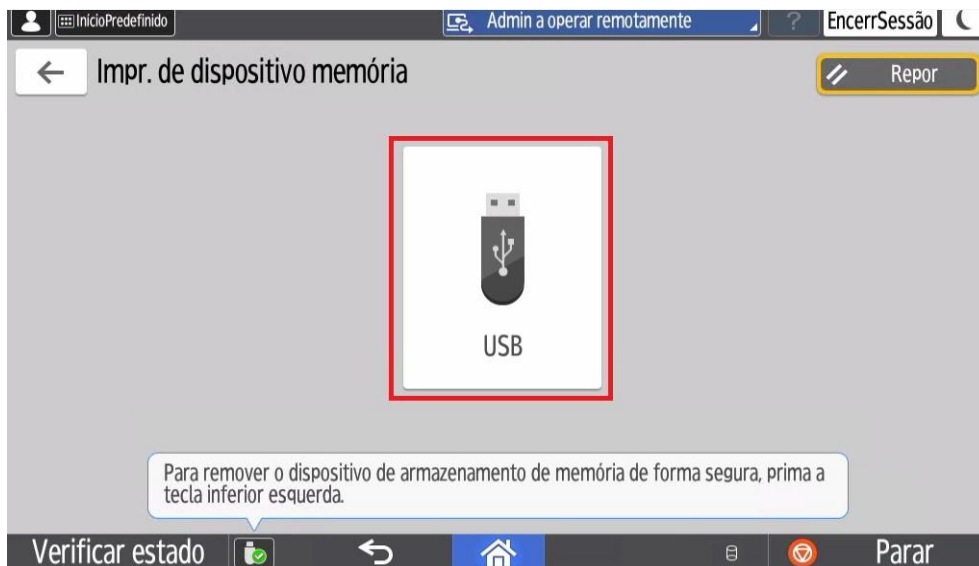 InícioPredefinido
Admin a operar remotamente
?
EncerrSessão
Impr. de dispositivo memória
Repor
USB
Para remover o dispositivo de armazenamento de memória de forma segura, prima a
tecla inferior esquerda.
Verificar estado
Parar